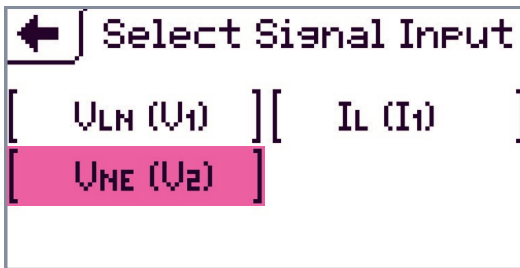 Select Signal Input
[ VLN (V1) ][ IL (I1) ]
[ VNE (V2) ]